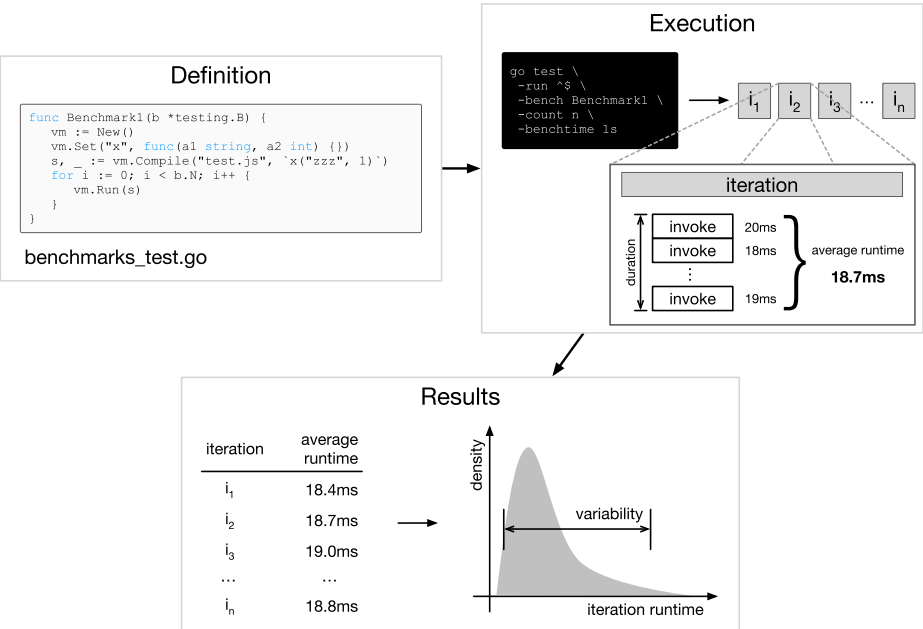 Definition
func Benchmark1(b *testing.B) {
vm := New()
vm.Set("x", func(a1 string, a2 int) {})
s, _ := vm.Compile("test.js", `x("zzz", 1)`)
for i := 0; i < b.N; i++ {
vm.Run(s)
}
}
benchmarks_test.go
Execution
go test \
-run ^$ \
-bench Benchmark1 \
-count n \
-benchtime 1s
i1 i2 i3 ... in
iteration
duration
invoke 20ms
invoke 18ms
⋮
invoke 19ms
average runtime
18.7ms
Results
iteration average runtime
i1 18.4ms
i2 18.7ms
i3 19.0ms
... ...
in 18.8ms
density
variability
iteration runtime